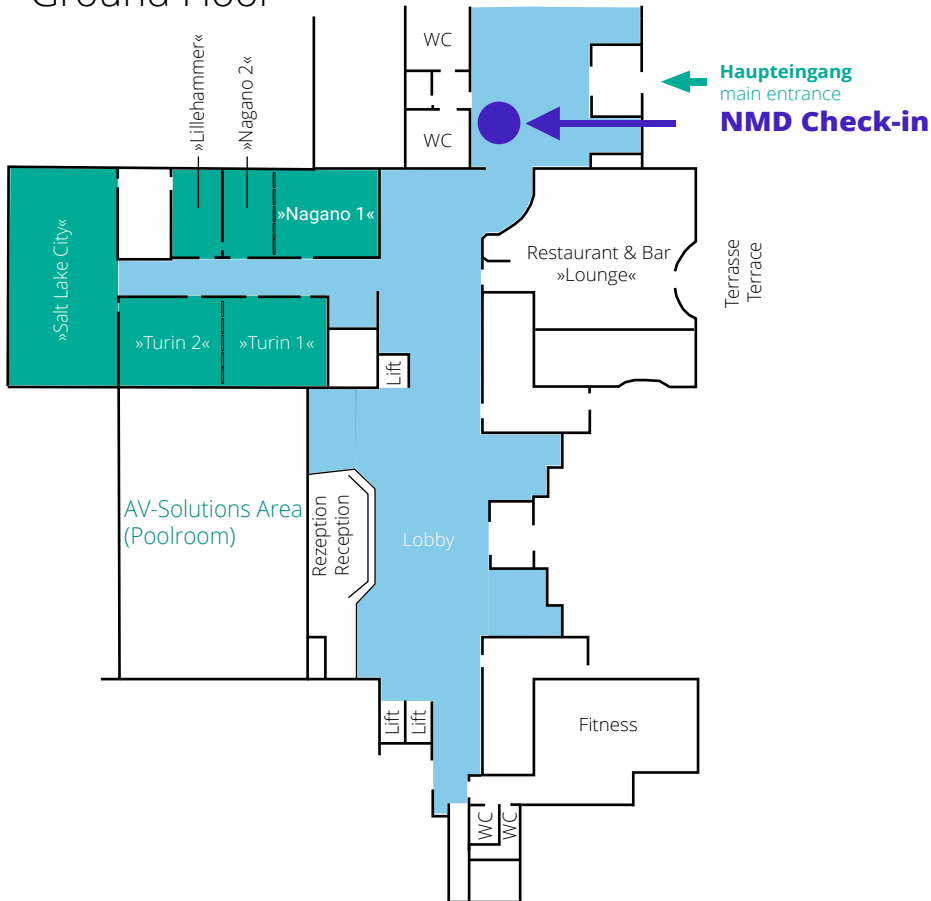 Ground Floor
WC
»Lillehammer«
»Nagano 2«
Haupteingang
main entrance
NMD Check-in
WC
»Nagano 1«
»Salt Lake City«
Restaurant & Bar
»Lounge«
Terrasse
Terrace
»Turin 2«
»Turin 1«
Lift
AV-Solutions Area
(Poolroom)
Rezeption
Reception
Lobby
Lift
Lift
Fitness
WC
WC